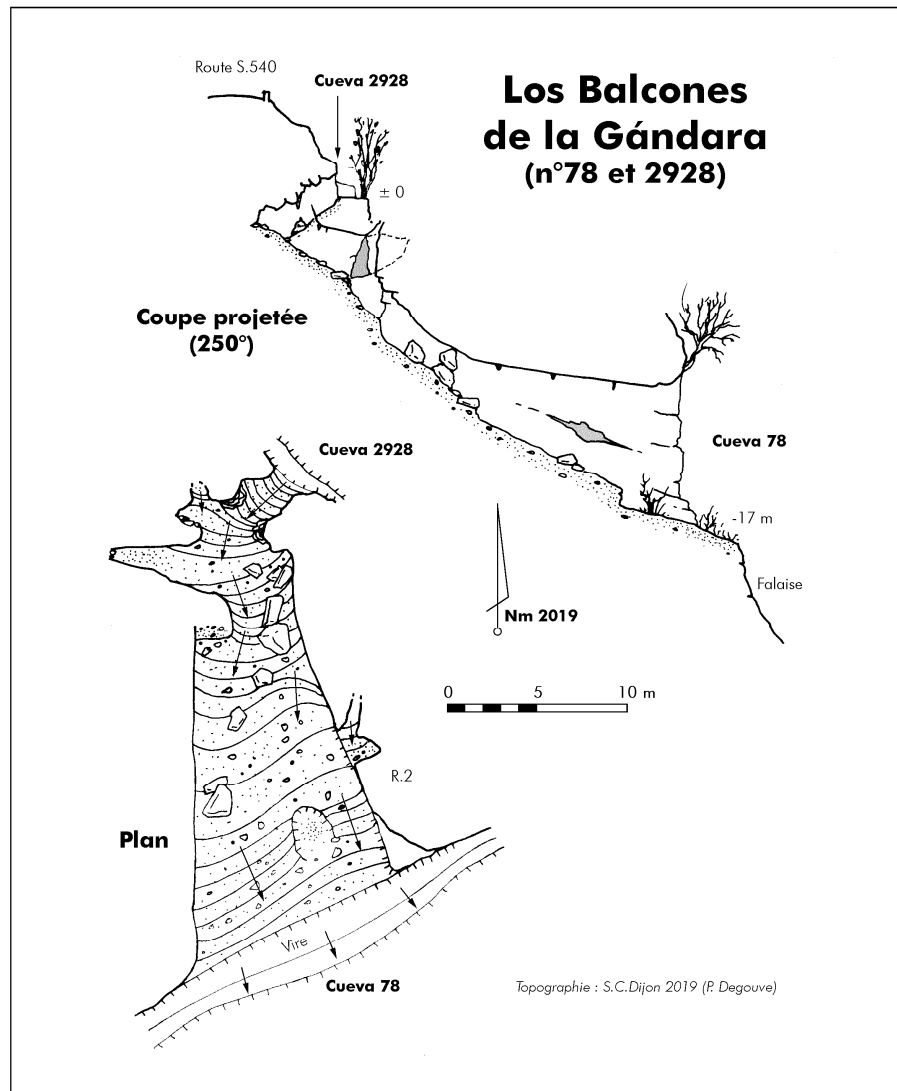 Route S.540
Cueva 2928
Los Balcones
de la Gándara
(n°78 et 2928)
± 0
Coupe projetée
(250°)
Cueva 78
Cueva 2928
-17 m
Falaise
Nm 2019
0 5 10 m
R.2
Plan
Vire
Cueva 78
Topographie : S.C.Dijon 2019 (P. Degouve)